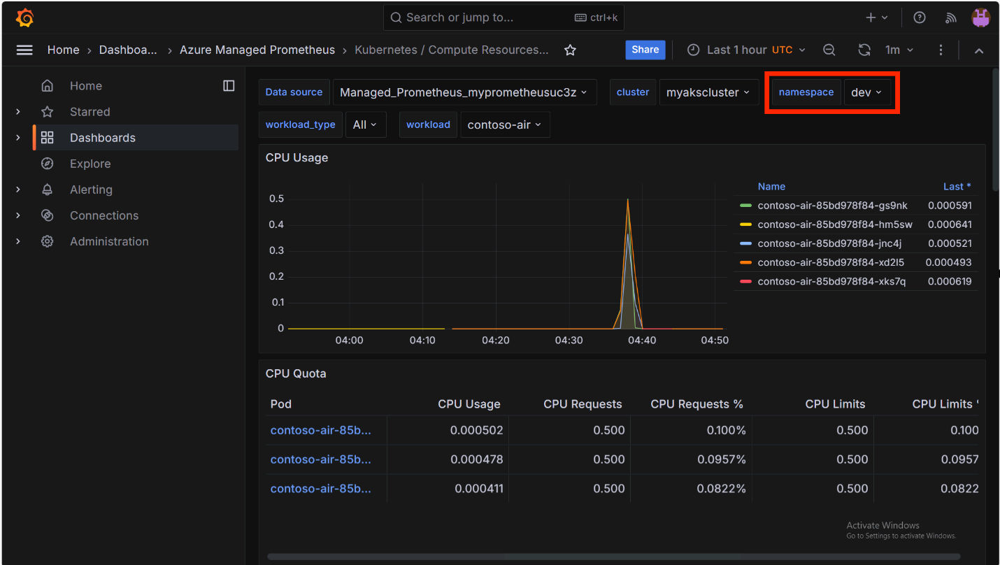 Search or jump to... ctrl+k
Home › Dashboa... › Azure Managed Prometheus › Kubernetes / Compute Resources... Share Last 1 hour UTC 1m
Home
Starred
Dashboards
Explore
Alerting
Connections
Administration
Data source Managed_Prometheus_myprometheusuc3z cluster myakscluster namespace dev
workload_type All workload contoso-air
CPU Usage
0.5
0.4
0.3
0.2
0.1
0
04:00 04:10 04:20 04:30 04:40 04:50
Name Last *
contoso-air-85bd978f84-gs9nk 0.000591
contoso-air-85bd978f84-hm5sw 0.000641
contoso-air-85bd978f84-jnc4j 0.000521
contoso-air-85bd978f84-xd2l5 0.000493
contoso-air-85bd978f84-xks7q 0.000619
CPU Quota
Pod CPU Usage CPU Requests CPU Requests % CPU Limits CPU Limits
contoso-air-85b... 0.000502 0.500 0.100% 0.500 0.100
contoso-air-85b... 0.000478 0.500 0.0957% 0.500 0.0957
contoso-air-85b... 0.000411 0.500 0.0822% 0.500 0.0822
Activate Windows
Go to Settings to activate Windows.